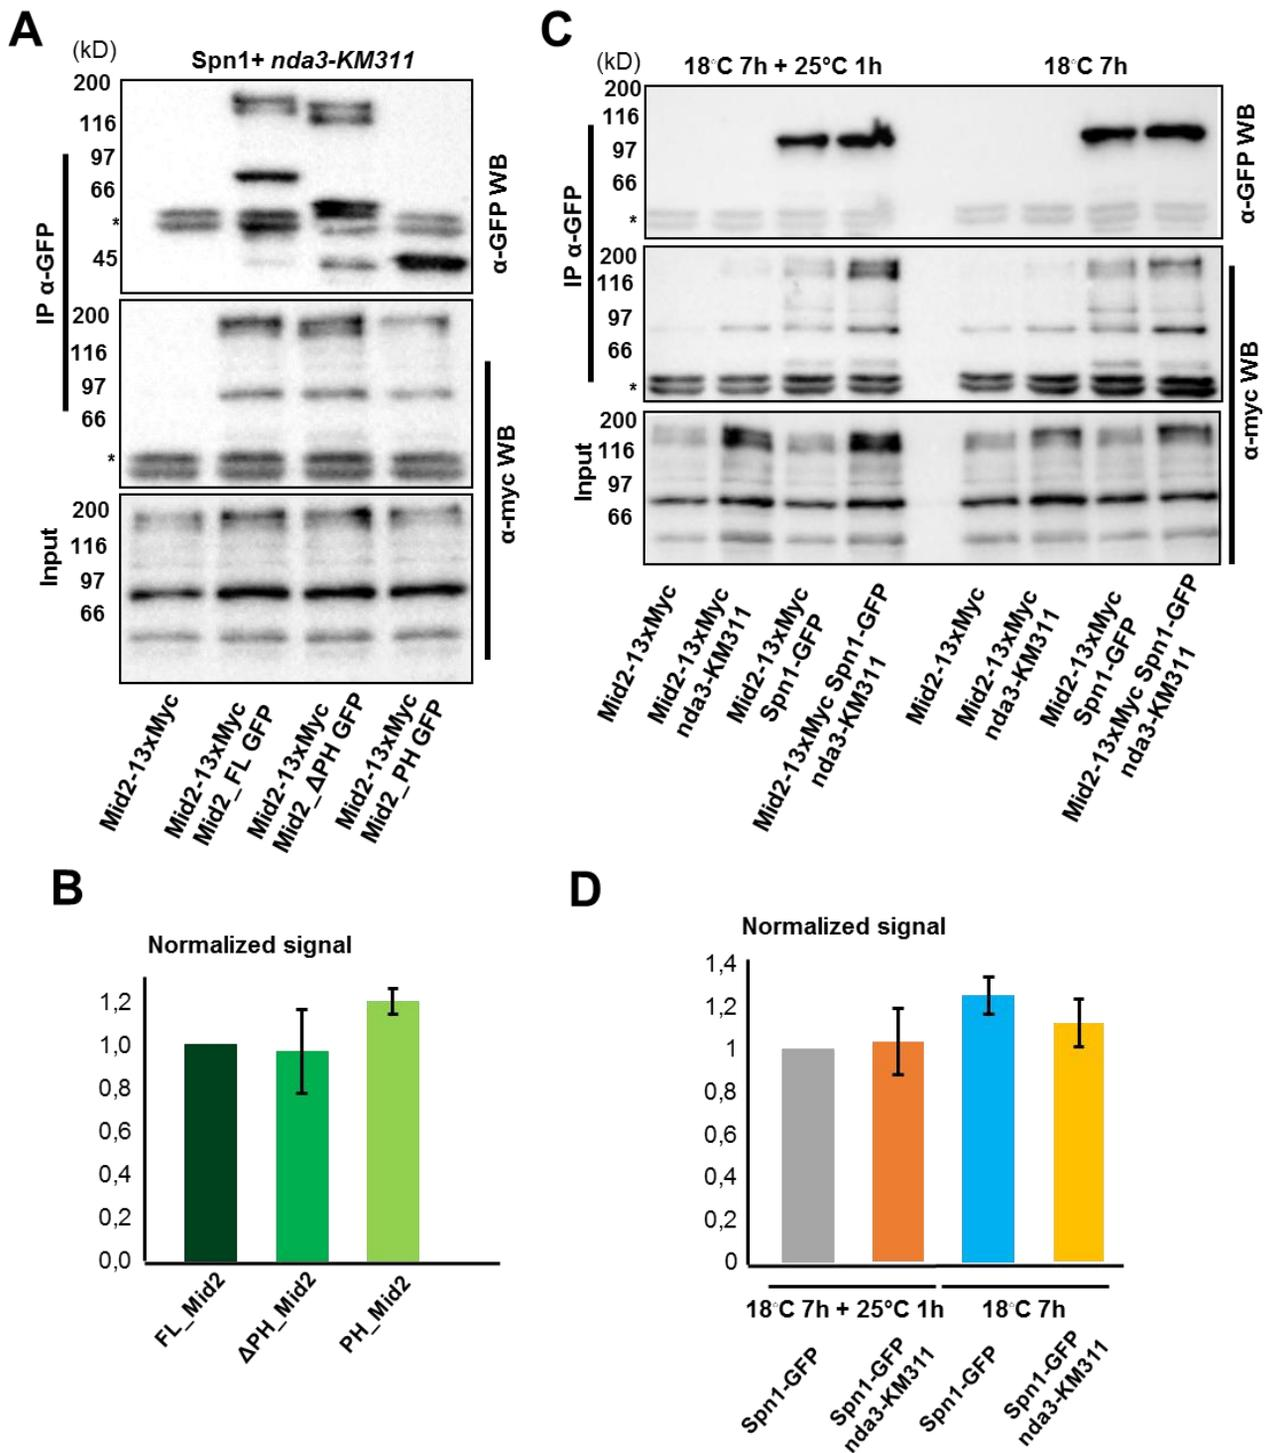 A
(kD)
Spn1+ nda3-KM311
200
116
97
66
*
45
IP α-GFP
α-GFP WB
200
116
97
66
*
α-myc WB
200
116
97
66
Input
Mid2-13xMyc
Mid2-13xMyc
Mid2_FL GFP
Mid2-13xMyc
Mid2_ΔPH GFP
Mid2-13xMyc
Mid2_PH GFP
C
(kD)
18°C 7h + 25°C 1h
18°C 7h
200
116
97
66
*
IP α-GFP
α-GFP WB
200
116
97
66
*
α-myc WB
200
116
97
66
Input
Mid2-13xMyc
Mid2-13xMyc
nda3-KM311
Mid2-13xMyc
Spn1-GFP
Mid2-13xMyc Spn1-GFP
nda3-KM311
Mid2-13xMyc
Mid2-13xMyc
nda3-KM311
Mid2-13xMyc
Spn1-GFP
Mid2-13xMyc Spn1-GFP
nda3-KM311
B
Normalized signal
1,2
1,0
0,8
0,6
0,4
0,2
0,0
FL_Mid2
ΔPH_Mid2
PH_Mid2
D
Normalized signal
1,4
1,2
1
0,8
0,6
0,4
0,2
0
18°C 7h + 25°C 1h
18°C 7h
Spn1-GFP
Spn1-GFP
nda3-KM311
Spn1-GFP
Spn1-GFP
nda3-KM311